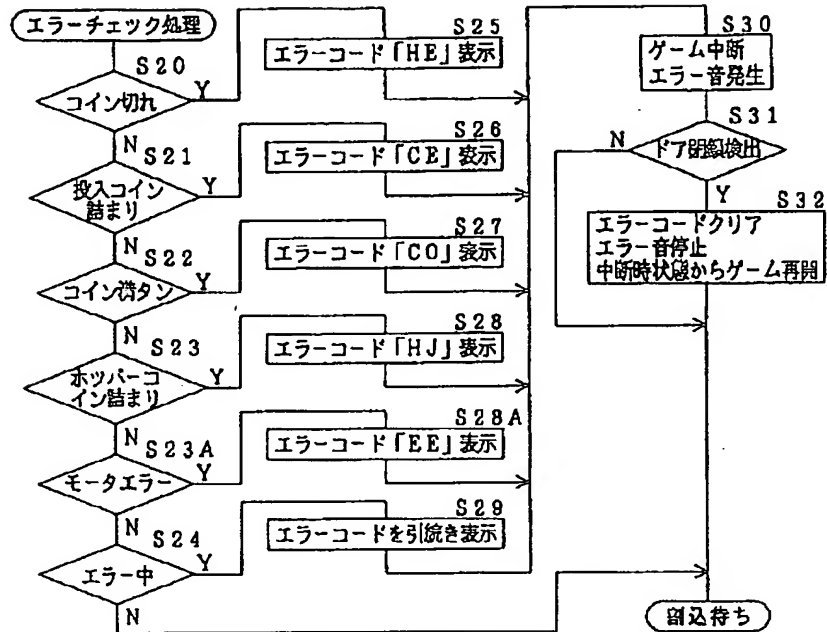 エラーチェック処理
S20
コイン切れ
Y
N
S25
エラーコード「HE」表示
S21
投入コイン
詰まり
Y
N
S26
エラーコード「CE」表示
S22
コイン満タン
Y
N
S27
エラーコード「CO」表示
S23
ホッパーコ
イン詰まり
Y
N
S28
エラーコード「HJ」表示
S23A
モータエラー
Y
N
S28A
エラーコード「EE」表示
S24
エラー中
Y
N
S29
エラーコードを引続き表示
S30
ゲーム中断
エラー音発生
S31
ドア閉鎖検出
N
Y
S32
エラーコードクリア
エラー音停止
中断時状態からゲーム再開
割込待ち